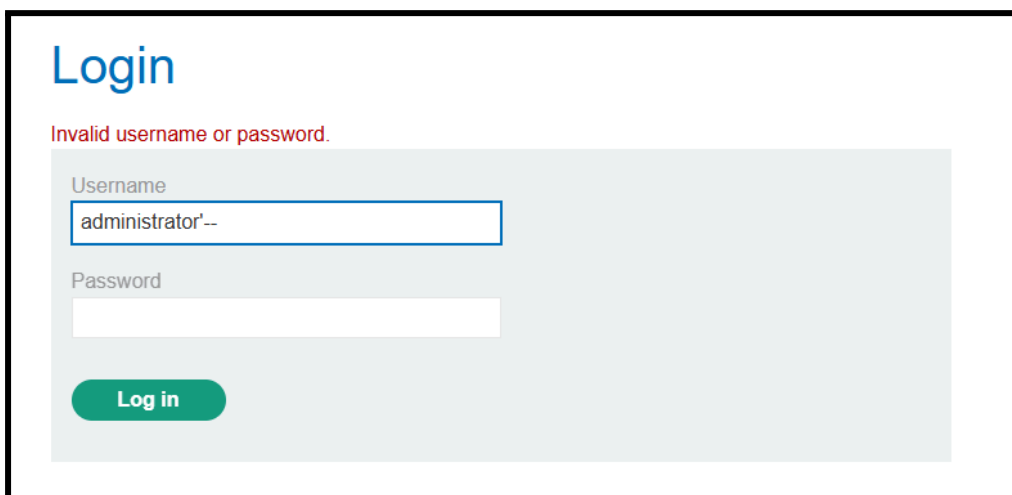 Login
Invalid username or password.
Username
administrator'--
Password
Log in